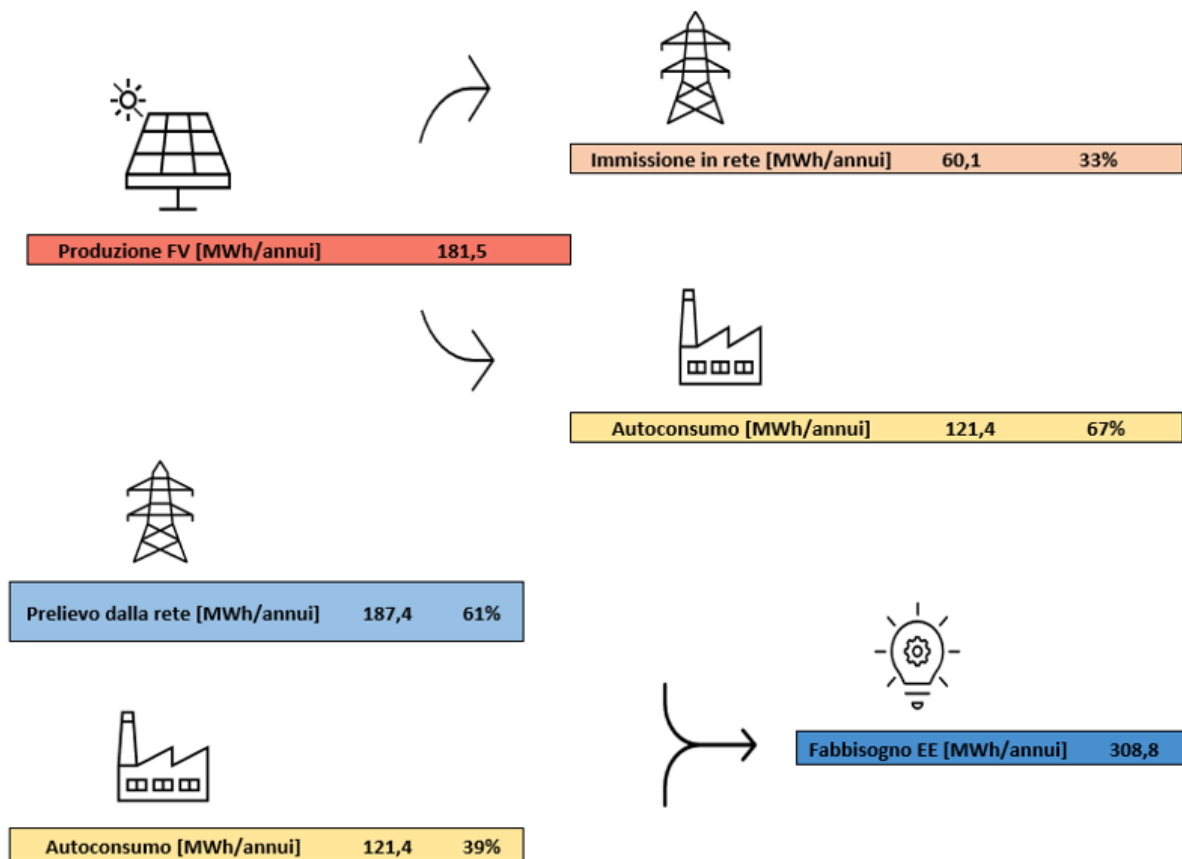 Immissione in rete [MWh/annui] 60,1 33%
Produzione FV [MWh/annui] 181,5
Autoconsumo [MWh/annui] 121,4 67%
Prelievo dalla rete [MWh/annui] 187,4 61%
Fabbisogno EE [MWh/annui] 308,8
Autoconsumo [MWh/annui] 121,4 39%